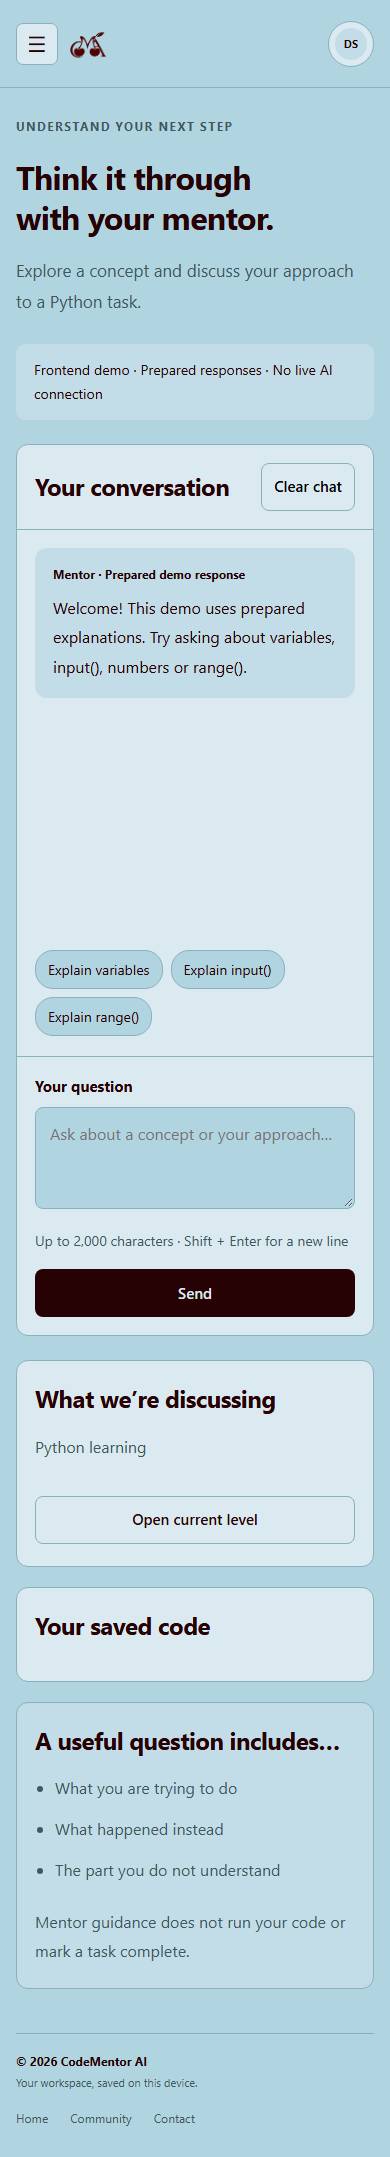 DS
UNDERSTAND YOUR NEXT STEP
Think it through
with your mentor.
Explore a concept and discuss your approach
to a Python task.
Frontend demo · Prepared responses · No live AI
connection
Your conversation
Clear chat
Mentor · Prepared demo response
Welcome! This demo uses prepared
explanations. Try asking about variables,
input(), numbers or range().
Explain variables
Explain input()
Explain range()
Your question
Ask about a concept or your approach...
Up to 2,000 characters · Shift + Enter for a new line
Send
What we’re discussing
Python learning
Open current level
Your saved code
A useful question includes…
What you are trying to do
What happened instead
The part you do not understand
Mentor guidance does not run your code or
mark a task complete.
© 2026 CodeMentor AI
Your workspace, saved on this device.
Home
Community
Contact